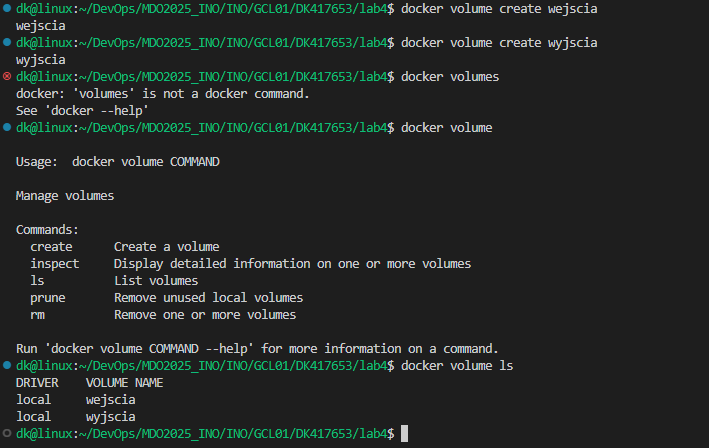 dk@linux:~/DevOps/MDO2025_INO/INO/GCL01/DK417653/lab4$ docker volume create wejscia
wejscia
dk@linux:~/DevOps/MDO2025_INO/INO/GCL01/DK417653/lab4$ docker volume create wyjscia
wyjscia
dk@linux:~/DevOps/MDO2025_INO/INO/GCL01/DK417653/lab4$ docker volumes
docker: 'volumes' is not a docker command.
See 'docker --help'
dk@linux:~/DevOps/MDO2025_INO/INO/GCL01/DK417653/lab4$ docker volume
Usage:  docker volume COMMAND
Manage volumes
Commands:
  create      Create a volume
  inspect     Display detailed information on one or more volumes
  ls          List volumes
  prune       Remove unused local volumes
  rm          Remove one or more volumes
Run 'docker volume COMMAND --help' for more information on a command.
dk@linux:~/DevOps/MDO2025_INO/INO/GCL01/DK417653/lab4$ docker volume ls
DRIVER    VOLUME NAME
local     wejscia
local     wyjscia
dk@linux:~/DevOps/MDO2025_INO/INO/GCL01/DK417653/lab4$